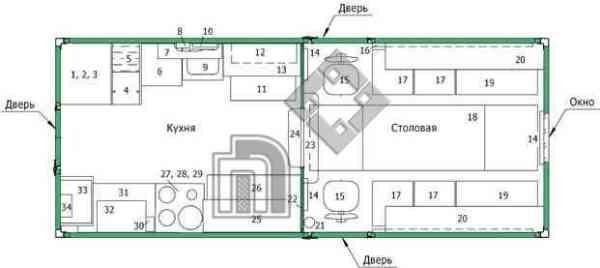 Дверь
8 10
14 16
5 7 12 20
1, 2, 3 6 9 13 15 17 17 19
4 11
Дверь
Окно
Кухня
24 23
Столовая
18 14
27, 28, 29
33 31 26 14 15 17 17 19
34 32 22
30 25 21 20
Дверь